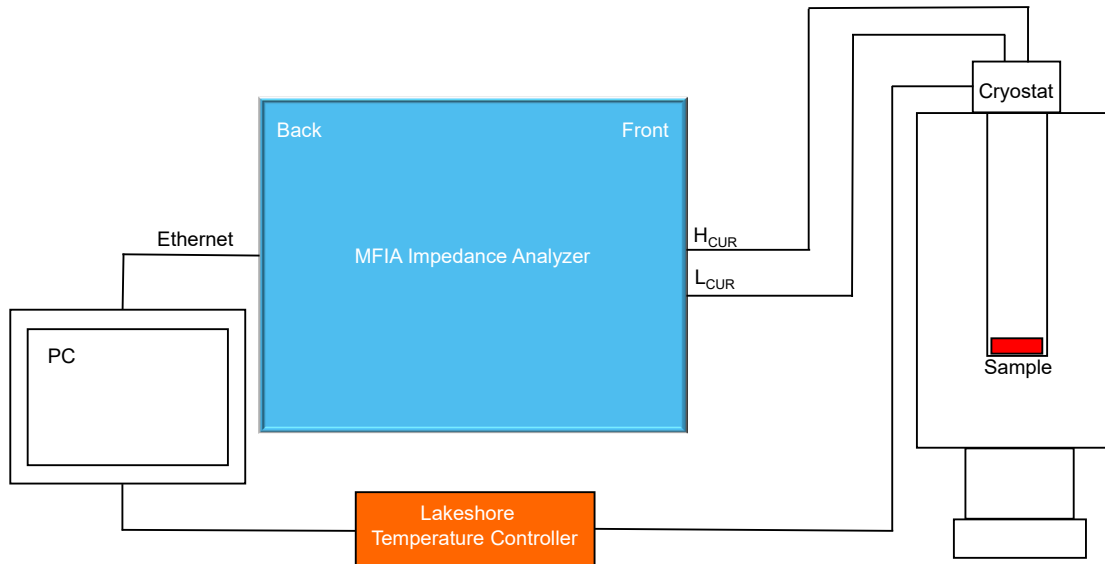 Cryostat
Back
Front
Ethernet
MFIA Impedance Analyzer
HCUR
LCUR
PC
Sample
Lakeshore
Temperature Controller